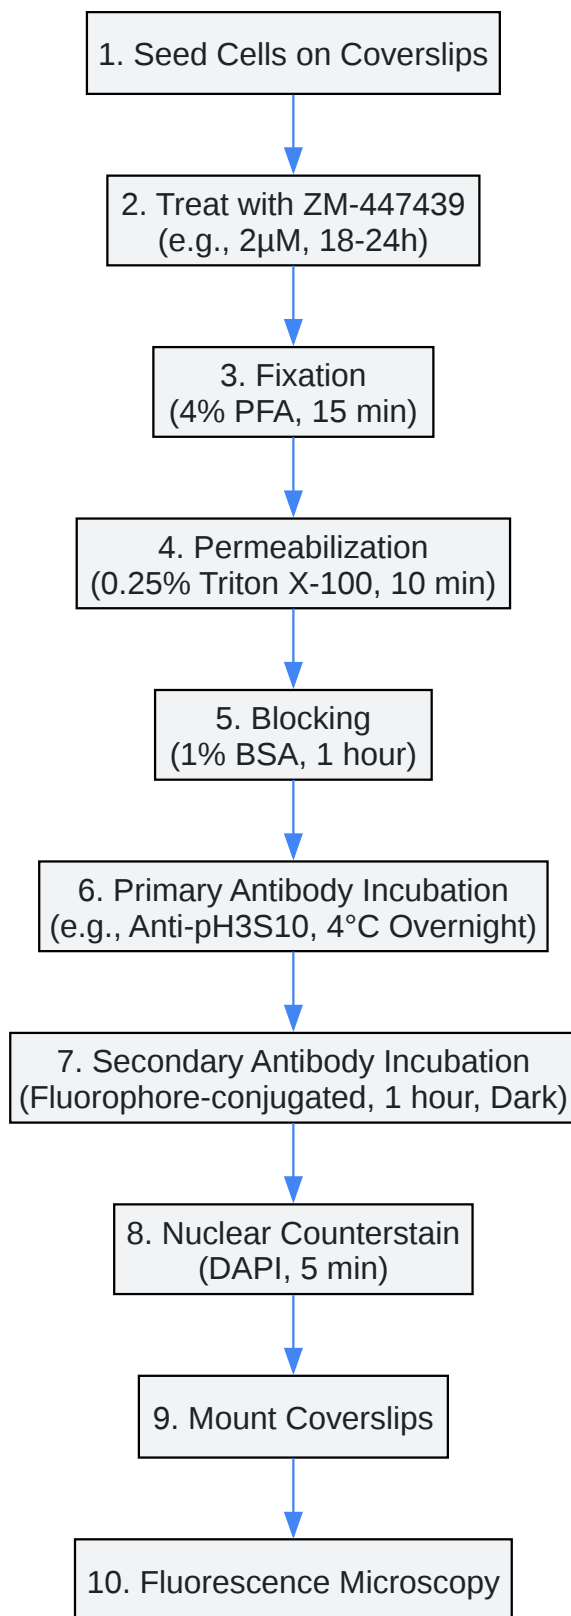 1. Seed Cells on Coverslips
2. Treat with ZM-447439
(e.g., 2µM, 18-24h)
3. Fixation
(4% PFA, 15 min)
4. Permeabilization
(0.25% Triton X-100, 10 min)
5. Blocking
(1% BSA, 1 hour)
6. Primary Antibody Incubation
(e.g., Anti-pH3S10, 4°C Overnight)
7. Secondary Antibody Incubation
(Fluorophore-conjugated, 1 hour, Dark)
8. Nuclear Counterstain
(DAPI, 5 min)
9. Mount Coverslips
10. Fluorescence Microscopy